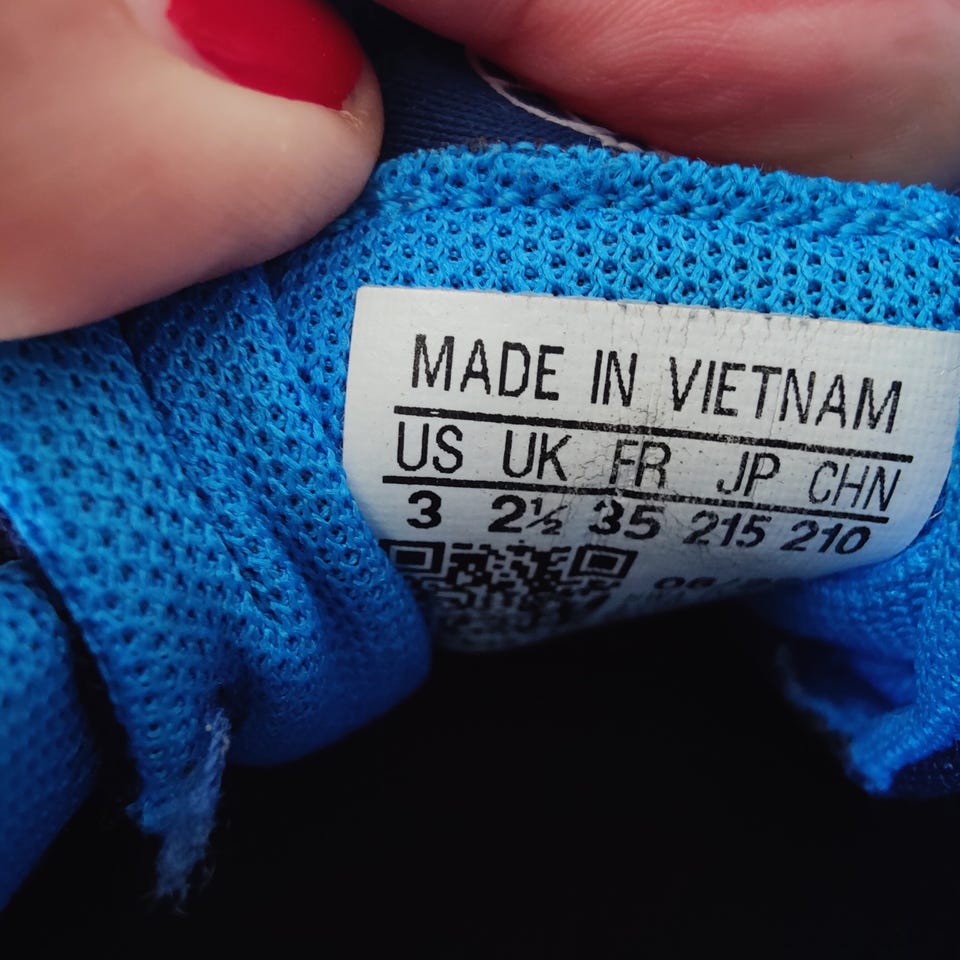 MADE IN VIETNAM
US UK FR JP CHN
3 2½ 35 215 210